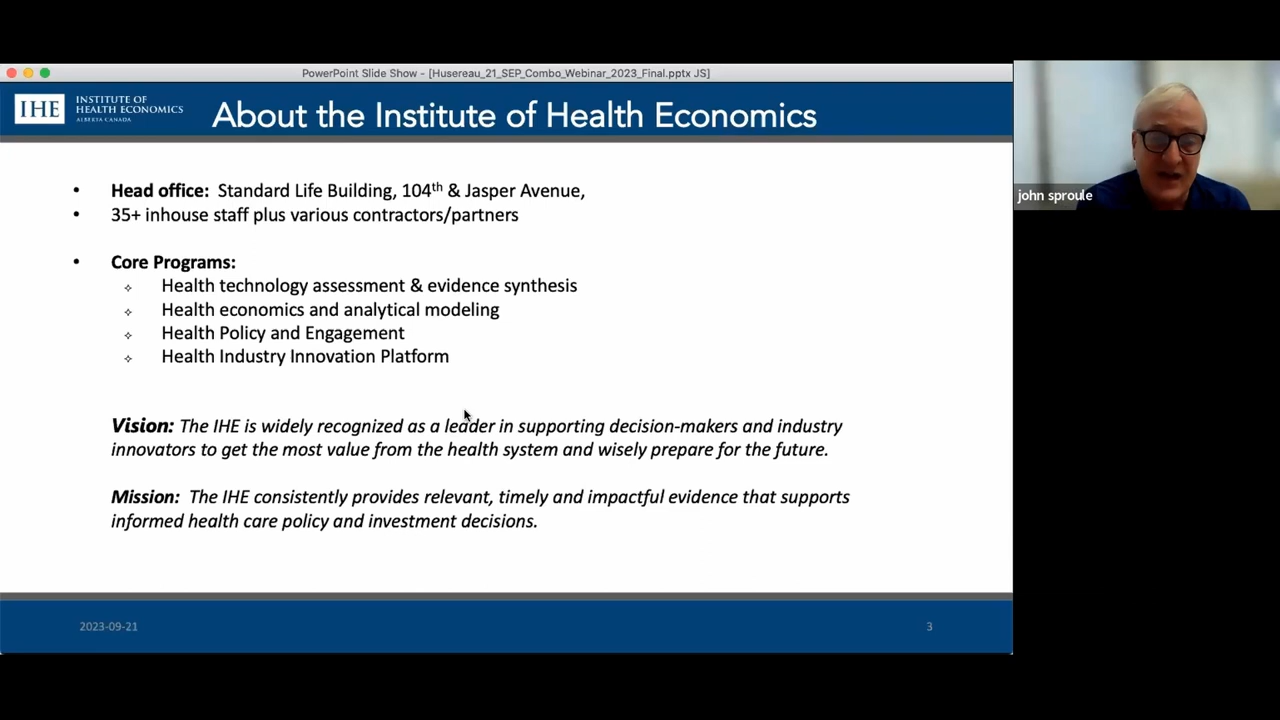 PowerPoint Slide Show - [Husereau_21_SEP_Combo_Webinar_2023_Final.pptx JS]
IHE
INSTITUTE OF
HEALTH ECONOMICS
ALBERTA CANADA
About the Institute of Health Economics
• Head office: Standard Life Building, 104th & Jasper Avenue,
• 35+ inhouse staff plus various contractors/partners
• Core Programs:
Health technology assessment & evidence synthesis
Health economics and analytical modeling
Health Policy and Engagement
Health Industry Innovation Platform
Vision: The IHE is widely recognized as a leader in supporting decision-makers and industry
innovators to get the most value from the health system and wisely prepare for the future.
Mission: The IHE consistently provides relevant, timely and impactful evidence that supports
informed health care policy and investment decisions.
2023-09-21
3
john sproule